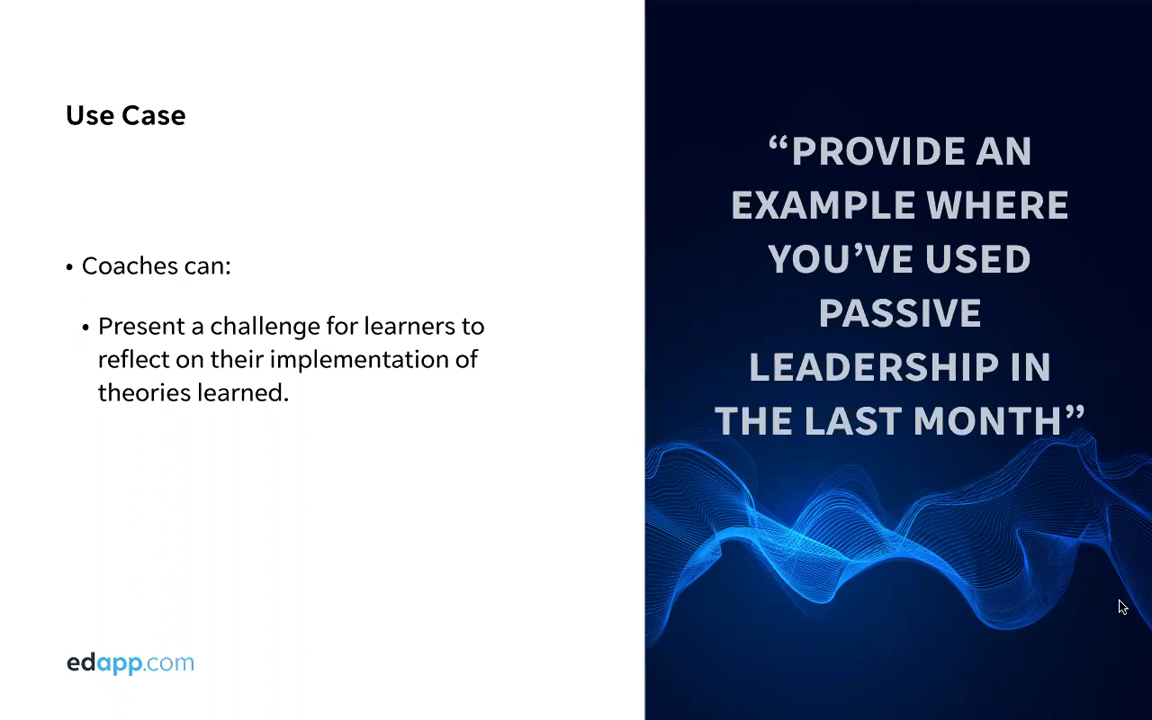 Use Case
• Coaches can:
• Present a challenge for learners to
reflect on their implementation of
theories learned.
edapp.com
“PROVIDE AN
EXAMPLE WHERE
YOU’VE USED
PASSIVE
LEADERSHIP IN
THE LAST MONTH”